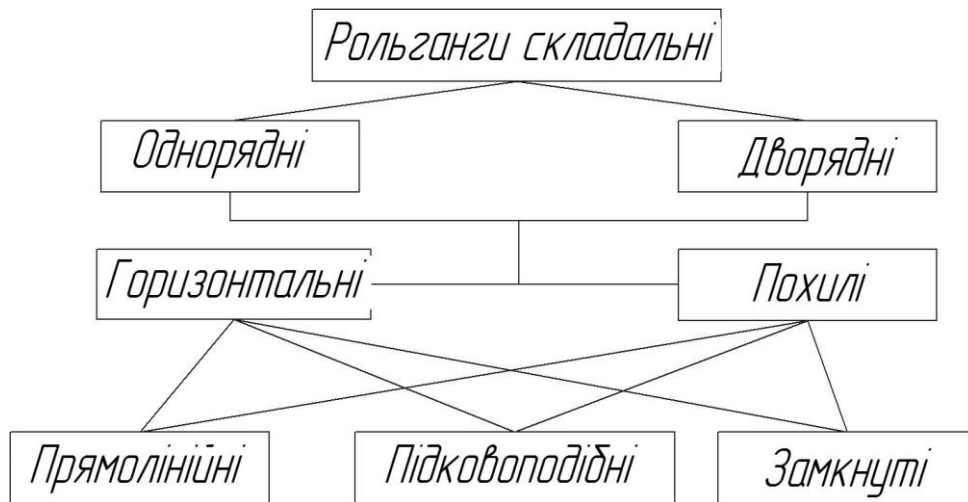 Рольганги складальні
Однорядні
Дворядні
Горизонтальні
Похилі
Прямолінійні
Підковоподібні
Замкнуті